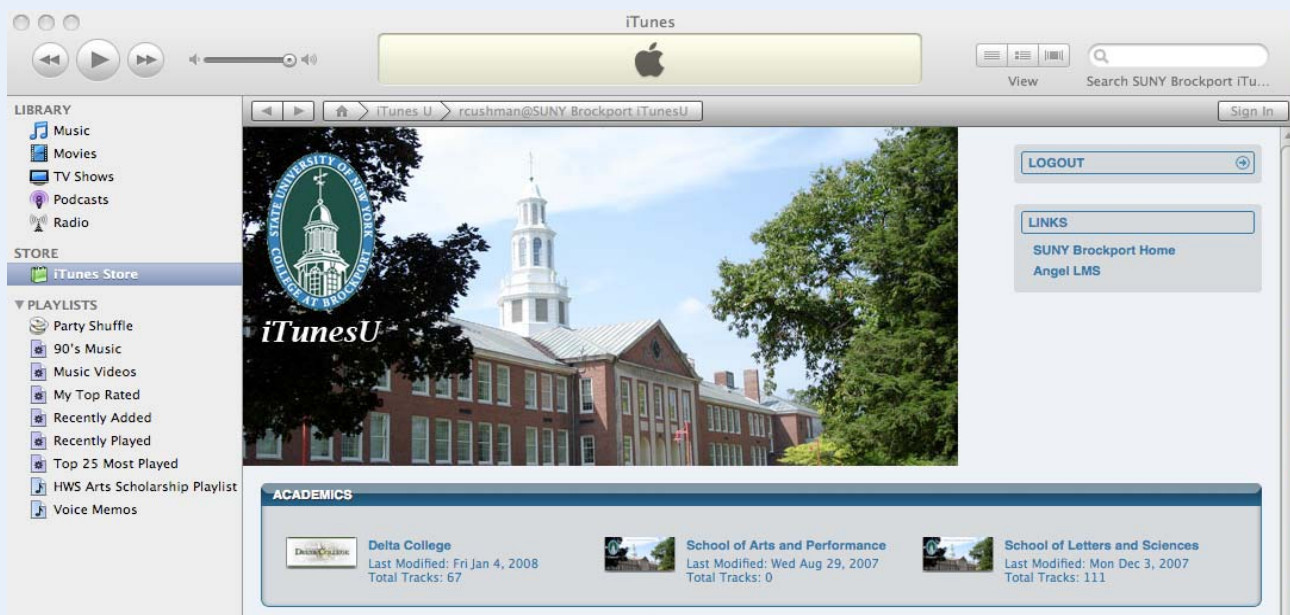 iTunes
View
Search SUNY Brockport iTu...
LIBRARY
Music
Movies
TV Shows
Podcasts
Radio
STORE
iTunes Store
PLAYLISTS
Party Shuffle
90's Music
Music Videos
My Top Rated
Recently Added
Recently Played
Top 25 Most Played
HWS Arts Scholarship Playlist
Voice Memos
iTunes U
rcushman@SUNY Brockport iTunesU
Sign In
STATE UNIVERSITY OF NEW YORK
COLLEGE AT BROCKPORT
iTunesU
LOGOUT
LINKS
SUNY Brockport Home
Angel LMS
ACADEMICS
Delta College
Delta College
Last Modified: Fri Jan 4, 2008
Total Tracks: 67
School of Arts and Performance
Last Modified: Wed Aug 29, 2007
Total Tracks: 0
School of Letters and Sciences
Last Modified: Mon Dec 3, 2007
Total Tracks: 111